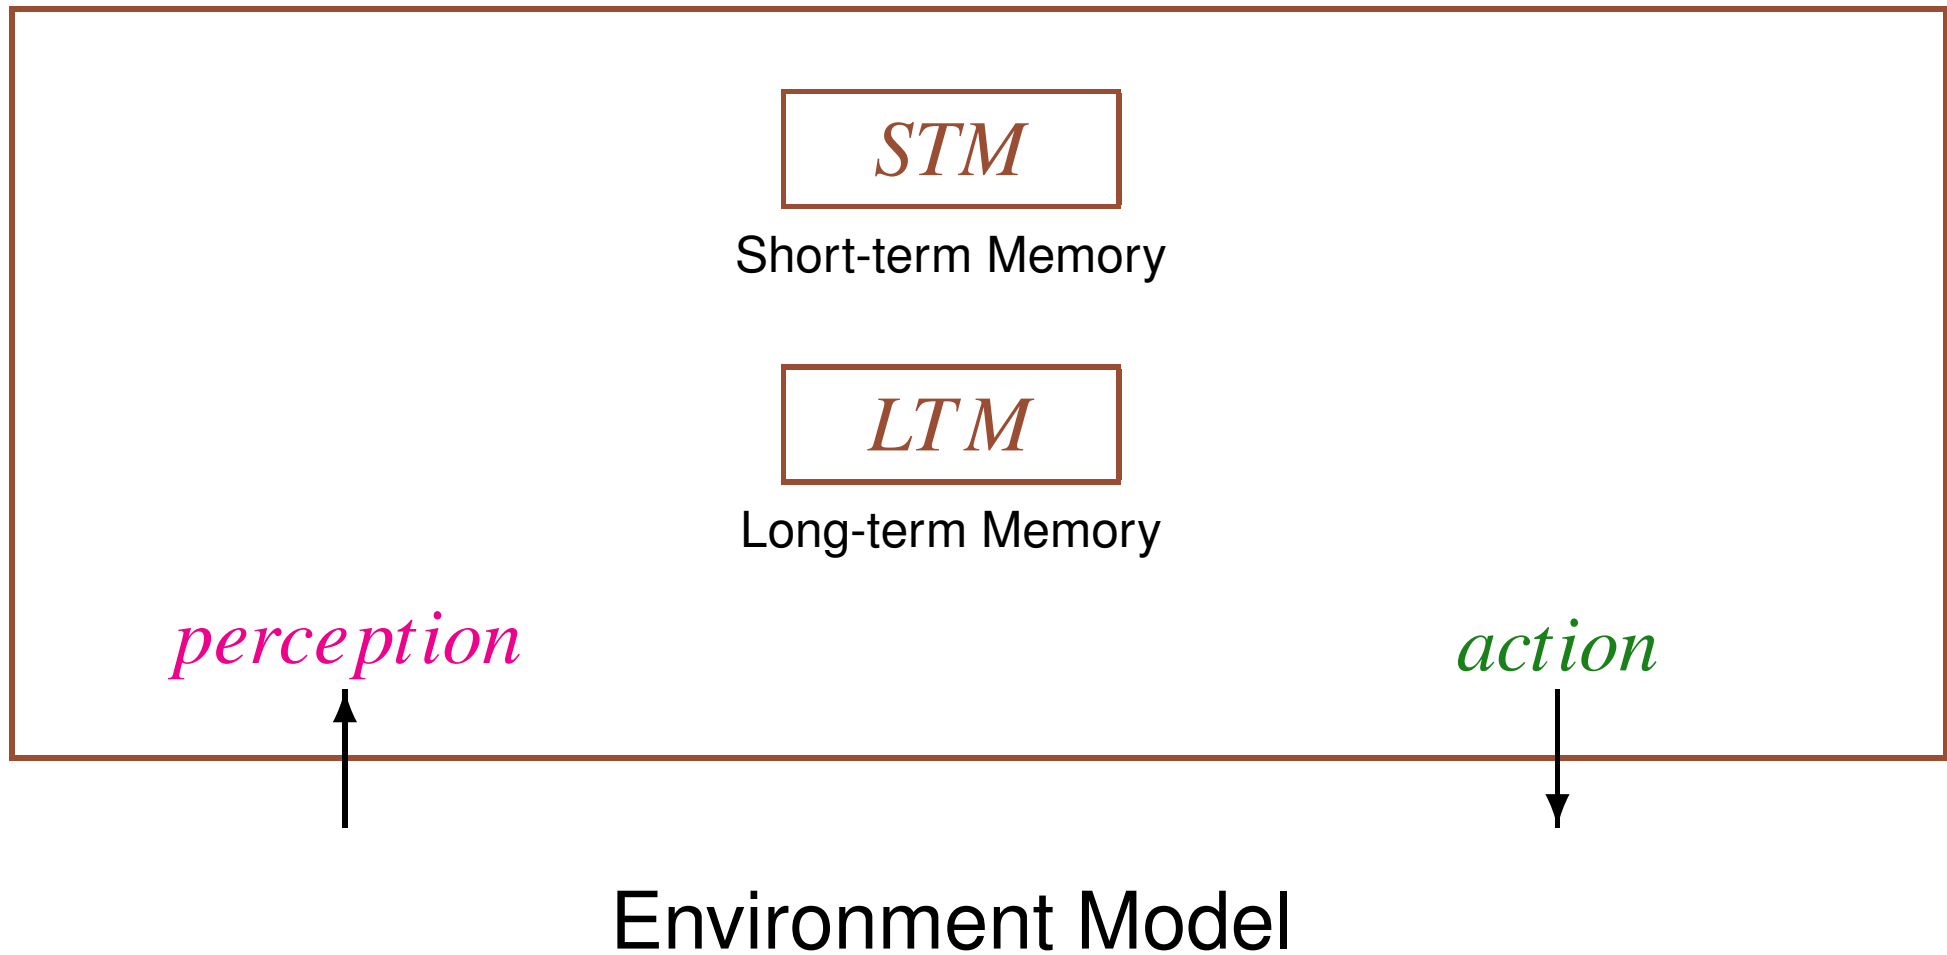 STM
Short-term Memory
LTM
Long-term Memory
perception
action
Environment Model